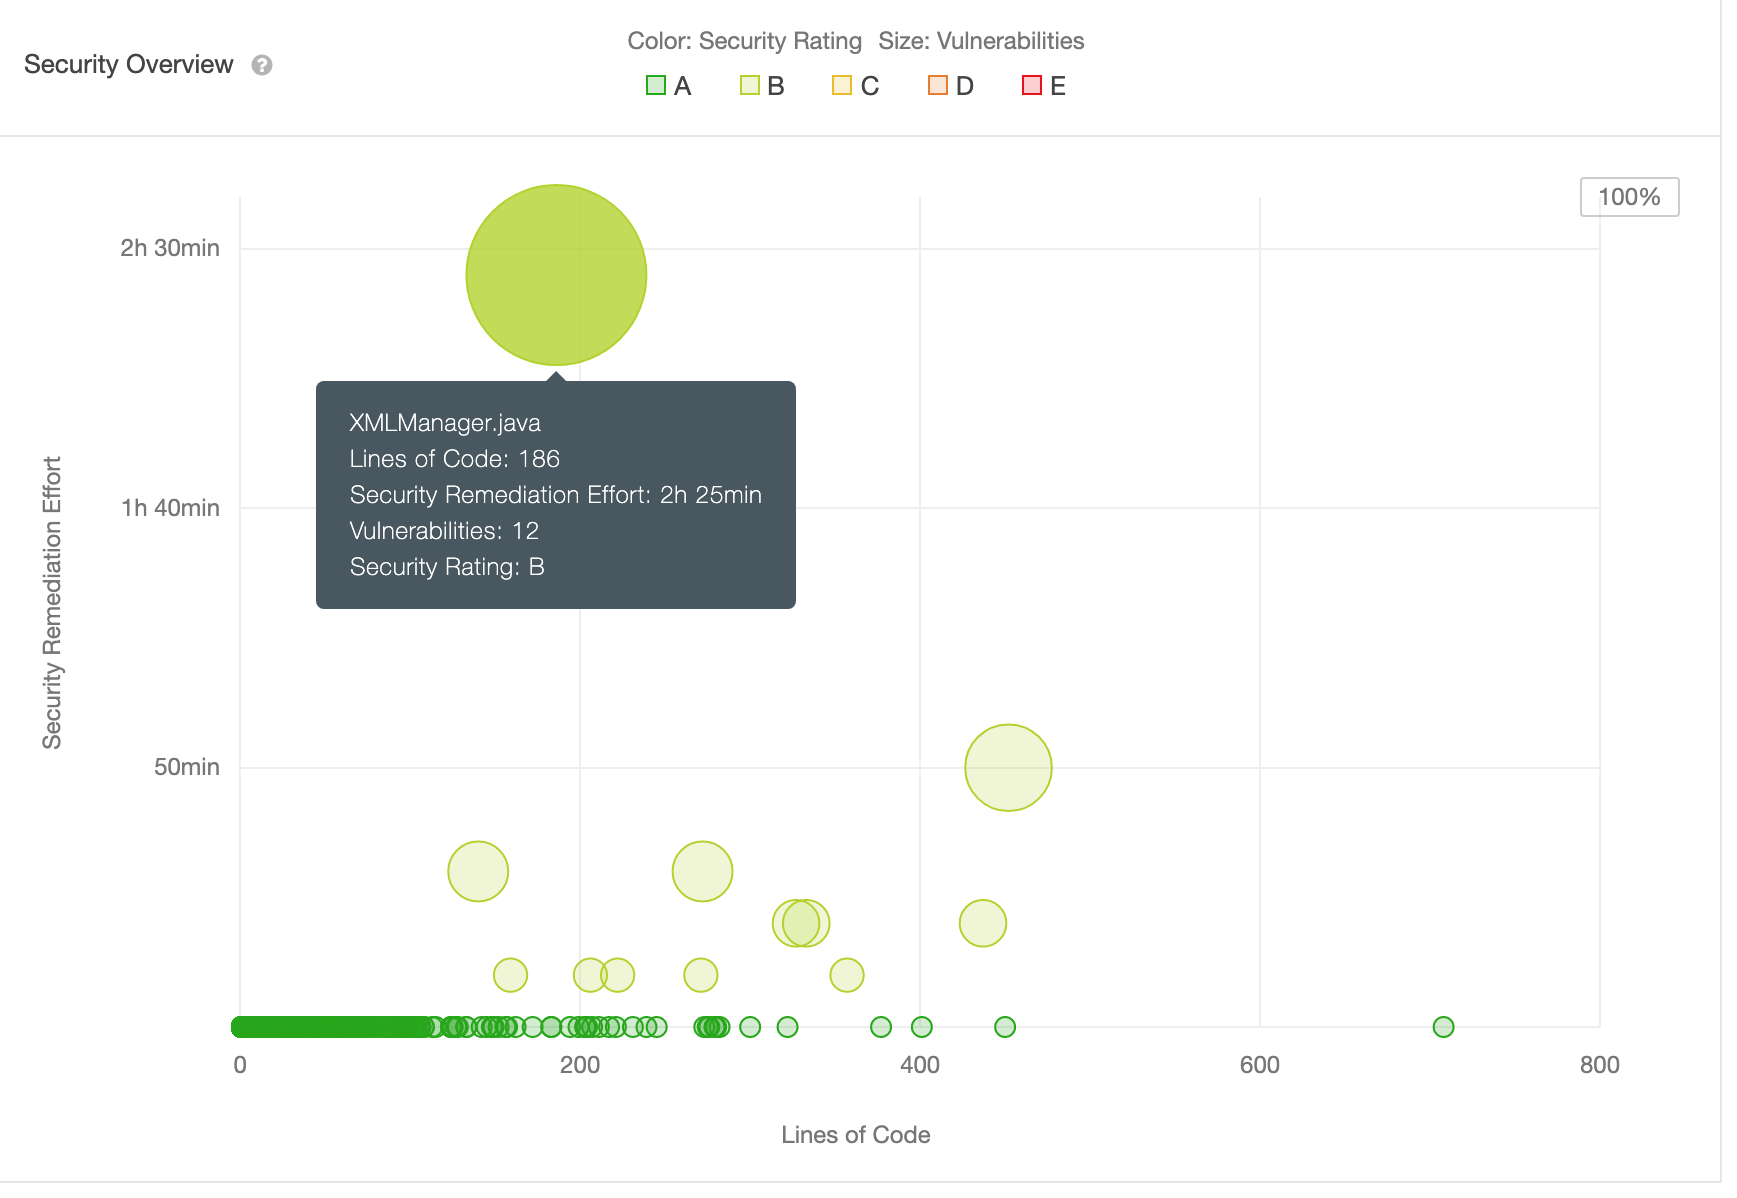 Security Overview ?
Color: Security Rating Size: Vulnerabilities
A B C D E
100%
2h 30min
1h 40min
50min
Security Remediation Effort
XMLManager.java
Lines of Code: 186
Security Remediation Effort: 2h 25min
Vulnerabilities: 12
Security Rating: B
0 200 400 600 800
Lines of Code